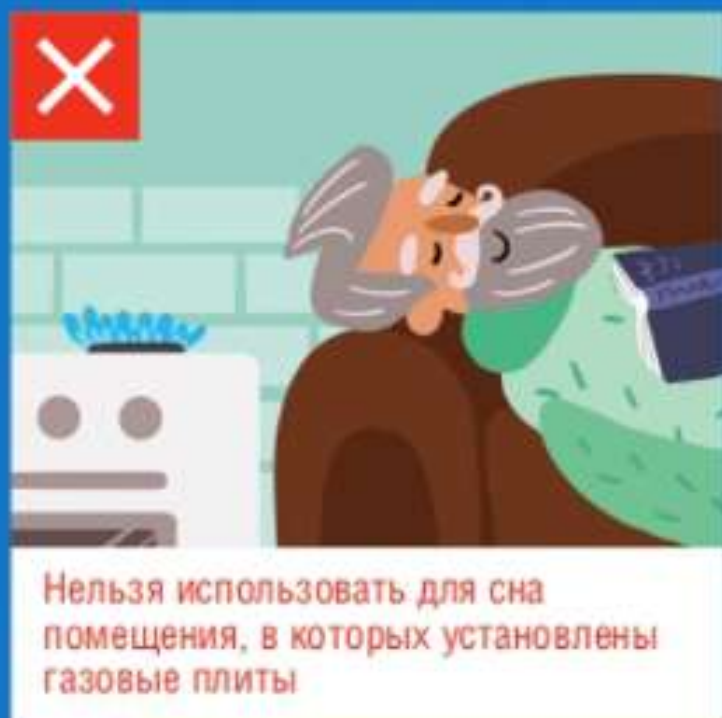 Нельзя использовать для сна
помещения, в которых установлены
газовые плиты